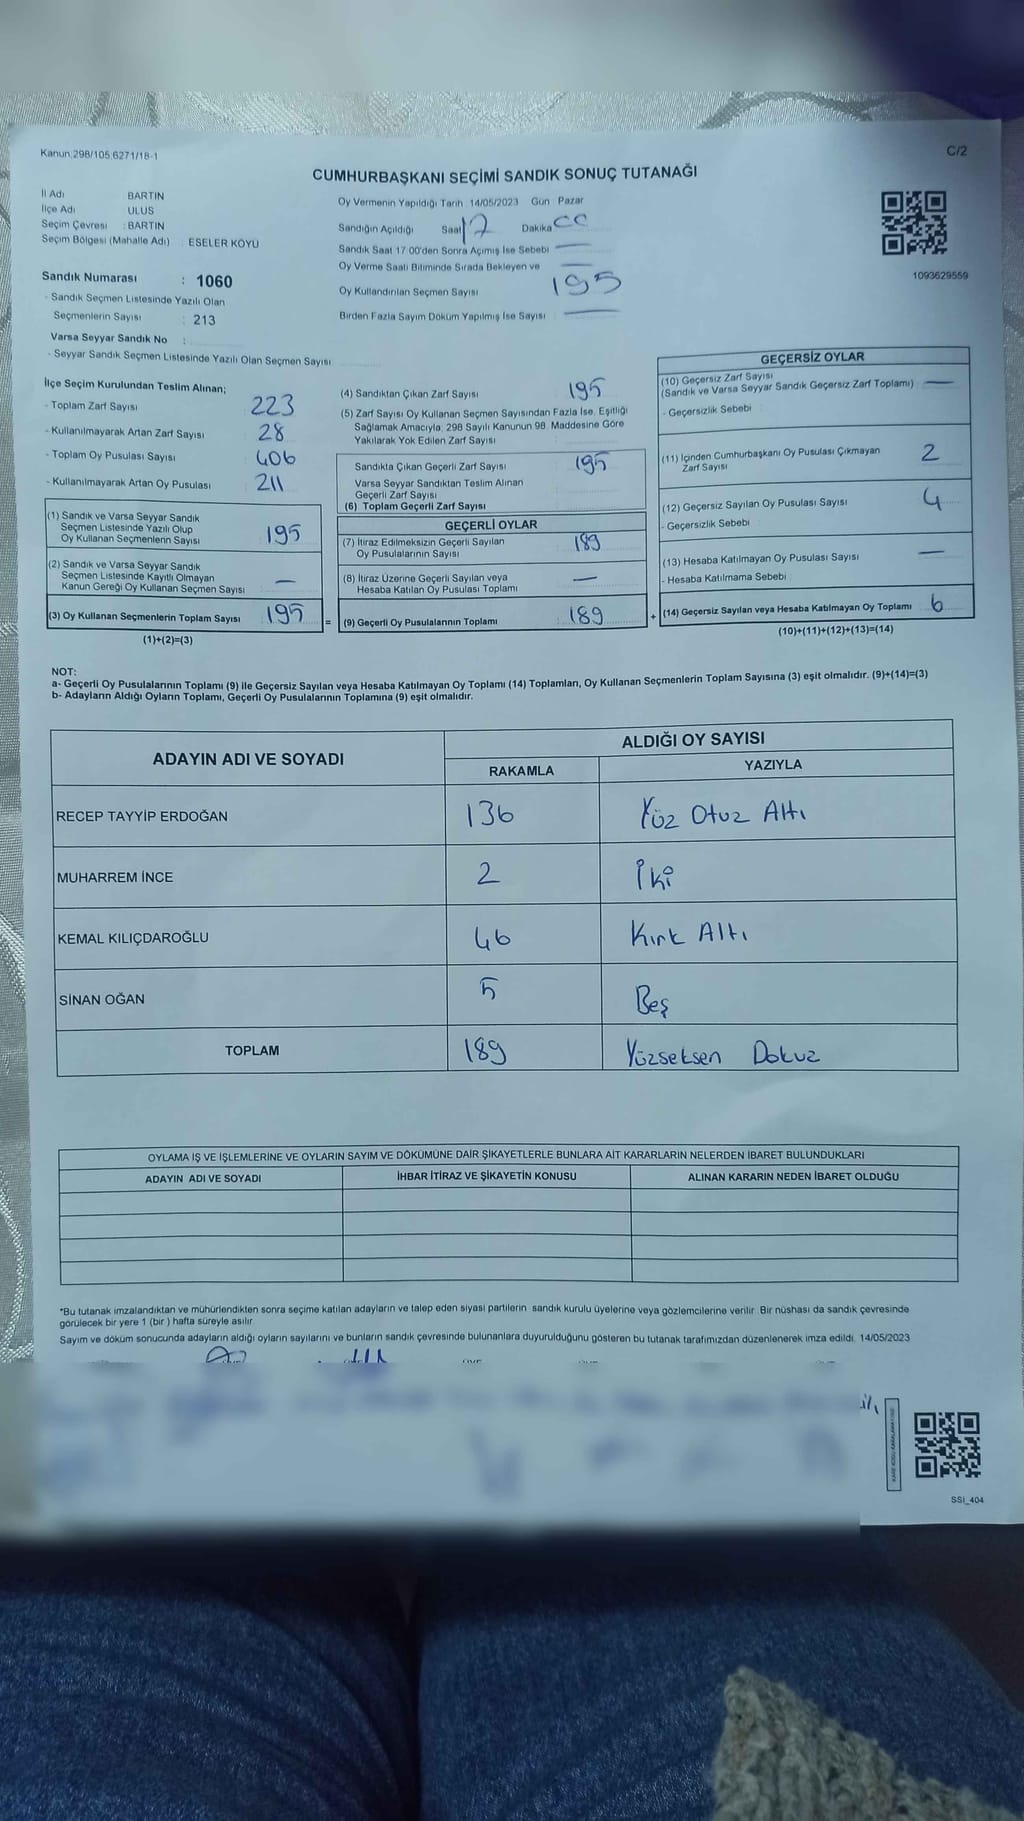 Kanun.298/105,6271/18-1
C/2
CUMHURBAŞKANI SEÇİMİ SANDIK SONUÇ TUTANAĞI
İl Adı BARTIN
İlçe Adı ULUS
Seçim Çevresi : BARTIN
Seçim Bölgesi (Mahalle Adı) : ESELER KÖYÜ
Sandık Numarası : 1060
- Sandık Seçmen Listesinde Yazılı Olan
Seçmenlerin Sayısı : 213
Varsa Seyyar Sandık No :
- Seyyar Sandık Seçmen Listesinde Yazılı Olan Seçmen Sayısı
Oy Vermenin Yapıldığı Tarih 14/05/2023 Gün Pazar
Sandığın Açıldığı Saat 17 Dakika
Sandık Saat 17 00'den Sonra Açımış İse Sebebi —
Oy Verme Saati Bitiminde Sırada Bekleyen ve —
Oy Kullandırılan Seçmen Sayısı 195
Birden Fazla Sayım Döküm Yapılmış İse Sayısı —
1093629559
İlçe Seçim Kurulundan Teslim Alınan;
- Toplam Zarf Sayısı 223
- Kullanılmayarak Artan Zarf Sayısı 28
- Toplam Oy Pusulası Sayısı 406
- Kullanılmayarak Artan Oy Pusulası 211
(1) Sandık ve Varsa Seyyar Sandık
Seçmen Listesinde Yazılı Olup
Oy Kullanan Seçmenlerin Sayısı 195
(2) Sandık ve Varsa Seyyar Sandık
Seçmen Listesinde Kayıtlı Olmayan
Kanun Gereği Oy Kullanan Seçmen Sayısı —
(3) Oy Kullanan Seçmenlerin Toplam Sayısı 195 =
(1)+(2)=(3)
(4) Sandıktan Çıkan Zarf Sayısı 195
(5) Zarf Sayısı Oy Kullanan Seçmen Sayısından Fazla İse, Eşitliği
Sağlamak Amacıyla, 298 Sayılı Kanunun 98. Maddesine Göre
Yakılarak Yok Edilen Zarf Sayısı :
Sandıkta Çıkan Geçerli Zarf Sayısı 195
Varsa Seyyar Sandıktan Teslim Alınan
Geçerli Zarf Sayısı
(6) Toplam Geçerli Zarf Sayısı
GEÇERLİ OYLAR
(7) İtiraz Edilmeksizin Geçerli Sayılan
Oy Pusulalarının Sayısı 189
(8) İtiraz Üzerine Geçerli Sayılan veya
Hesaba Katılan Oy Pusulası Toplamı —
(9) Geçerli Oy Pusulalarının Toplamı : 189 +
GEÇERSİZ OYLAR
(10) Geçersiz Zarf Sayısı
(Sandık ve Varsa Seyyar Sandık Geçersiz Zarf Toplamı) —
- Geçersizlik Sebebi :
(11) İçinden Cumhurbaşkanı Oy Pusulası Çıkmayan
Zarf Sayısı 2
(12) Geçersiz Sayılan Oy Pusulası Sayısı 4
- Geçersizlik Sebebi :
(13) Hesaba Katılmayan Oy Pusulası Sayısı —
- Hesaba Katılmama Sebebi :
(14) Geçersiz Sayılan veya Hesaba Katılmayan Oy Toplamı 6
(10)+(11)+(12)+(13)=(14)
NOT:
a- Geçerli Oy Pusulalarının Toplamı (9) ile Geçersiz Sayılan veya Hesaba Katılmayan Oy Toplamı (14) Toplamları, Oy Kullanan Seçmenlerin Toplam Sayısına (3) eşit olmalıdır. (9)+(14)=(3)
b- Adayların Aldığı Oyların Toplamı, Geçerli Oy Pusulalarının Toplamına (9) eşit olmalıdır.
ADAYIN ADI VE SOYADI ALDIĞI OY SAYISI
RAKAMLA YAZIYLA
RECEP TAYYİP ERDOĞAN 136 Yüz Otuz Altı
MUHARREM İNCE 2 İki
KEMAL KILIÇDAROĞLU 46 Kırk Altı
SİNAN OĞAN 5 Beş
TOPLAM 189 Yüzseksen Dokuz
OYLAMA İŞ VE İŞLEMLERİNE VE OYLARIN SAYIM VE DÖKÜMÜNE DAİR ŞİKAYETLERLE BUNLARA AİT KARARLARIN NELERDEN İBARET BULUNDUKLARI
ADAYIN ADI VE SOYADI İHBAR İTİRAZ VE ŞİKAYETİN KONUSU ALINAN KARARIN NEDEN İBARET OLDUĞU
*Bu tutanak imzalandıktan ve mühürlendikten sonra seçime katılan adayların ve talep eden siyasi partilerin sandık kurulu üyelerine veya gözlemcilerine verilir. Bir nüshası da sandık çevresinde
görülecek bir yere 1 (bir ) hafta süreyle asılır.
Sayım ve döküm sonucunda adayların aldığı oyların sayılarını ve bunların sandık çevresinde bulunanlara duyurulduğunu gösteren bu tutanak tarafımızdan düzenlenerek imza edildi. 14/05/2023
SSI_404